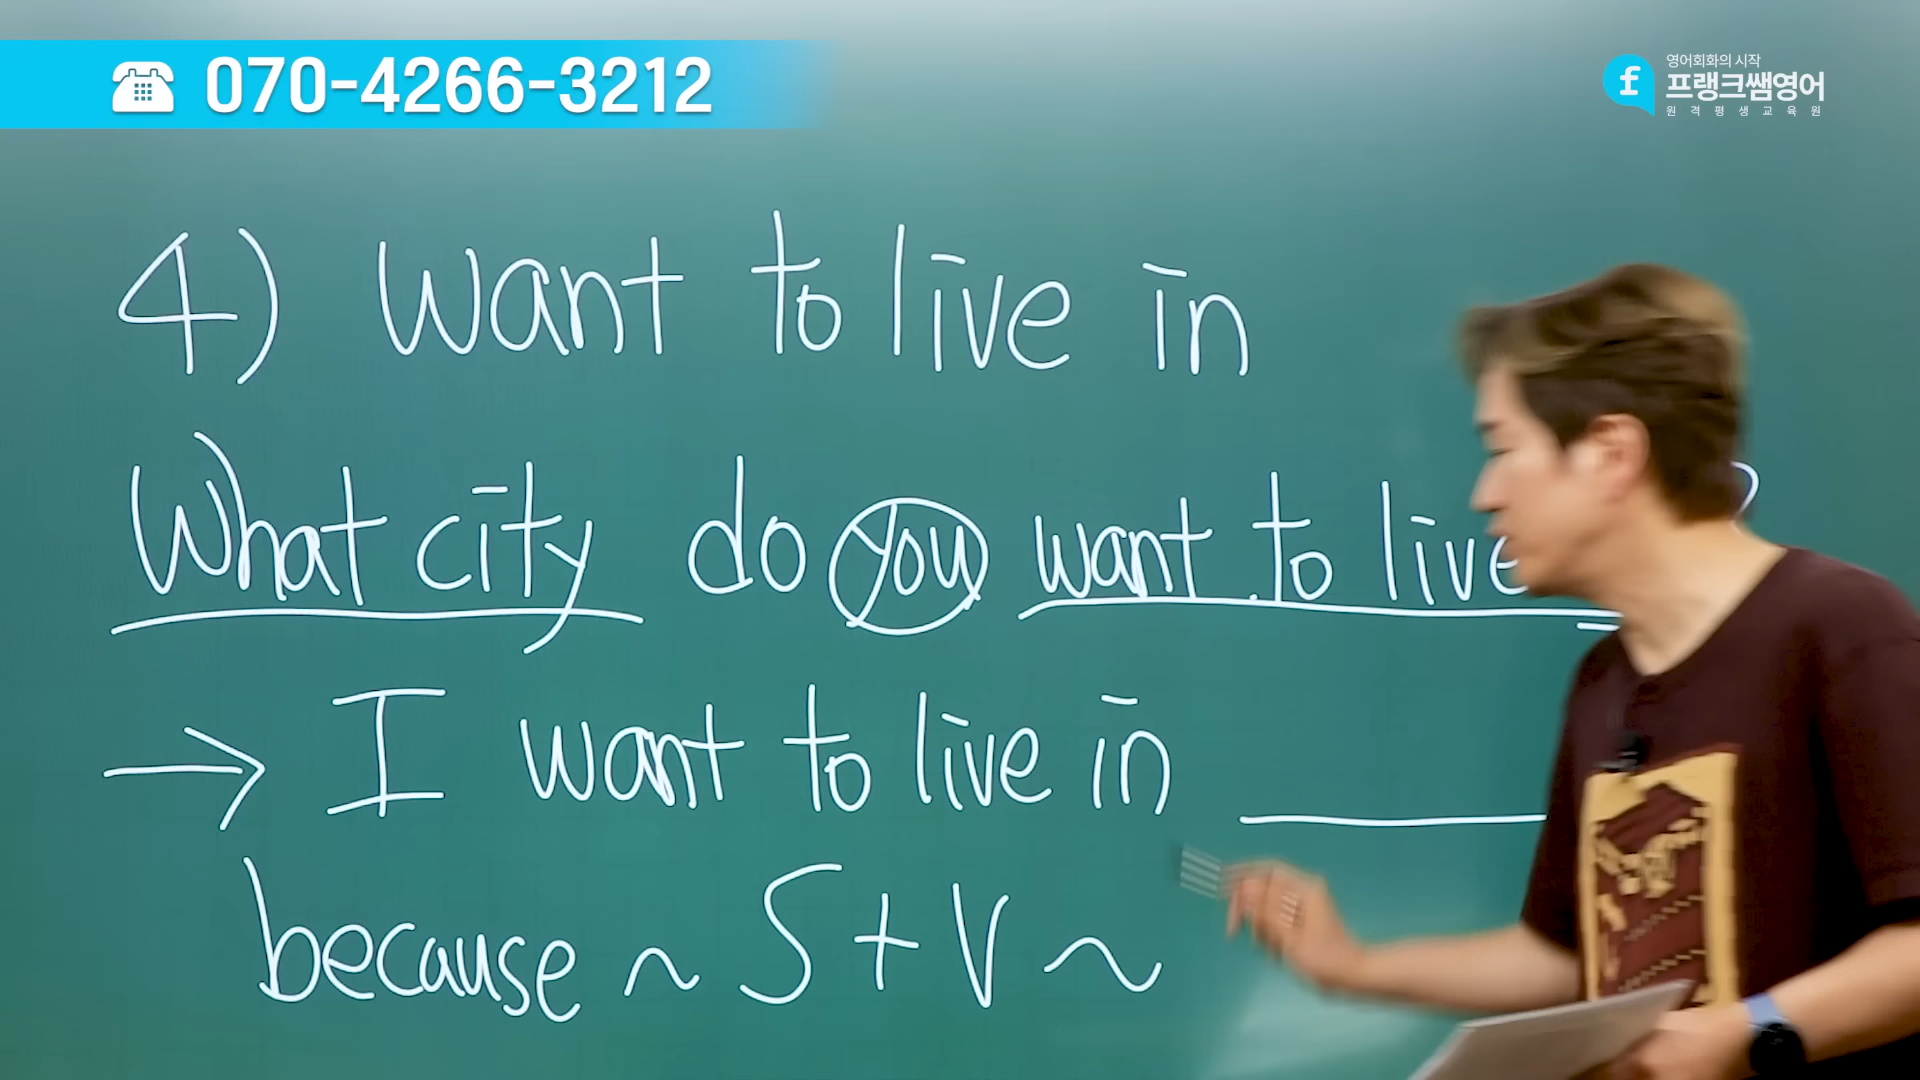 070-4266-3212
영어회화의 시작
프랭크쌤영어
원격평생교육원
4) want to live in
What city do you want to live ?
→ I want to live in ______
because ~ S + V ~